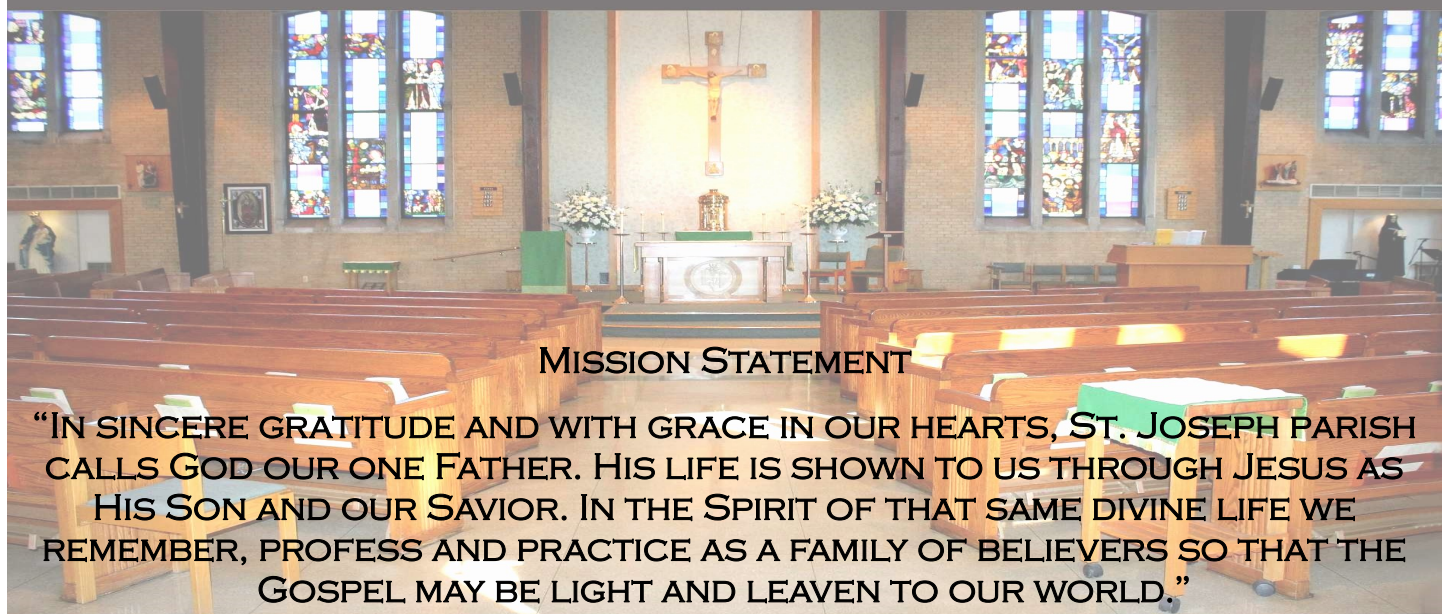 Mission Statement
“In sincere gratitude and with grace in our hearts, St. Joseph parish
calls God our one Father. His life is shown to us through Jesus as
His Son and our Savior. In the Spirit of that same divine life we
remember, profess and practice as a family of believers so that the
Gospel may be light and leaven to our world.”